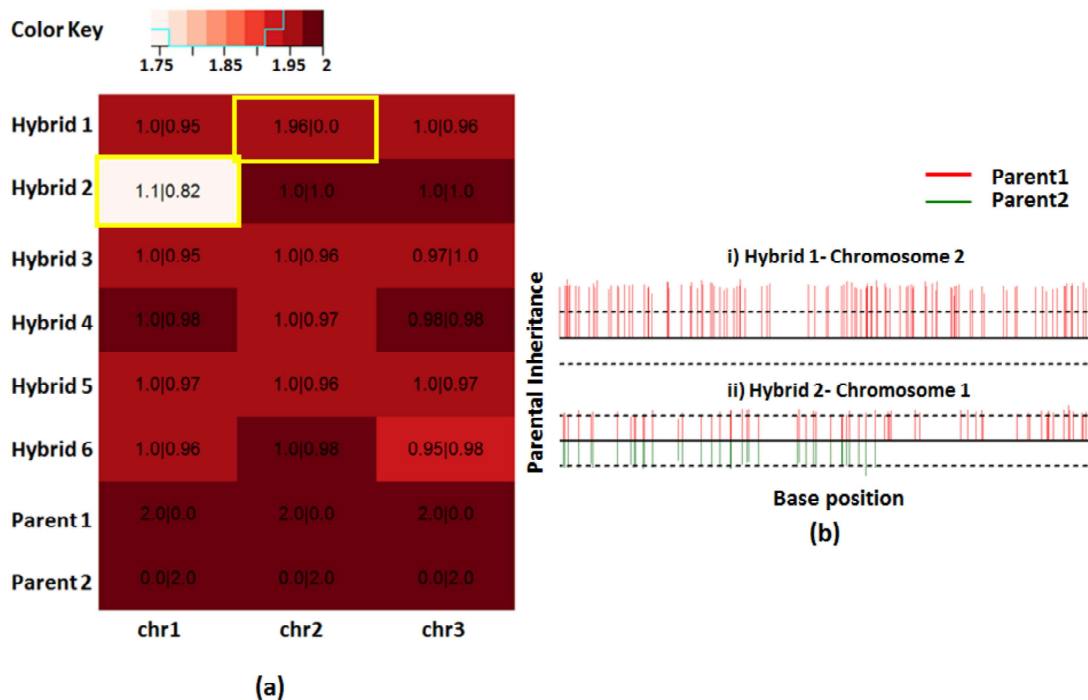 Color Key
1.75 1.85 1.95 2
Hybrid 1 1.0|0.95 1.96|0.0 1.0|0.96
Hybrid 2 1.1|0.82 1.0|1.0 1.0|1.0
Hybrid 3 1.0|0.95 1.0|0.96 0.97|1.0
Hybrid 4 1.0|0.98 1.0|0.97 0.98|0.98
Hybrid 5 1.0|0.97 1.0|0.96 1.0|0.97
Hybrid 6 1.0|0.96 1.0|0.98 0.95|0.98
Parent 1 2.0|0.0 2.0|0.0 2.0|0.0
Parent 2 0.0|2.0 0.0|2.0 0.0|2.0
chr1 chr2 chr3
(a)
Parent1
Parent2
Parental Inheritance
i) Hybrid 1- Chromosome 2
ii) Hybrid 2- Chromosome 1
Base position
(b)